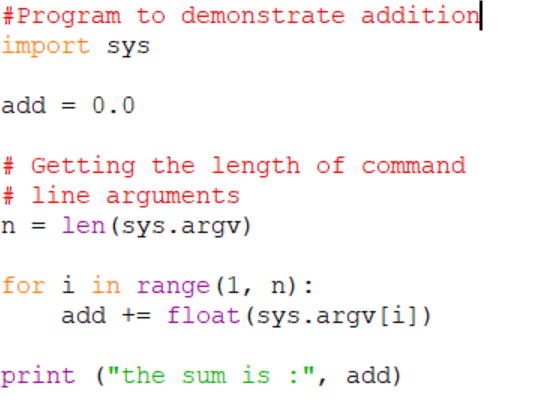 #Program to demonstrate addition
import sys
add = 0.0
# Getting the length of command
# line arguments
n = len(sys.argv)
for i in range(1, n):
    add += float(sys.argv[i])
print ("the sum is :", add)